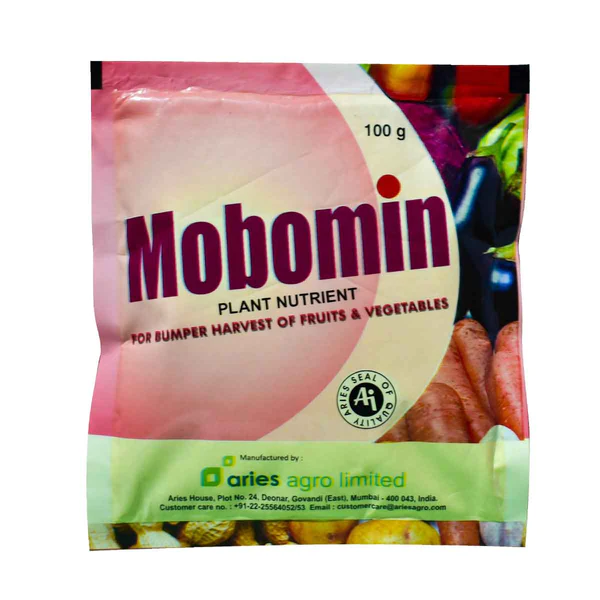 100 g
Mobomin
PLANT NUTRIENT
FOR BUMPER HARVEST OF FRUITS & VEGETABLES
ARIES SEAL OF QUALITY
Ai
Manufactured by :
aries agro limited
Aries House, Plot No. 24, Deonar, Govandi (East), Mumbai - 400 043, India.
Customer care no. : +91-22-25564052/53 Email : customercare@ariesagro.com